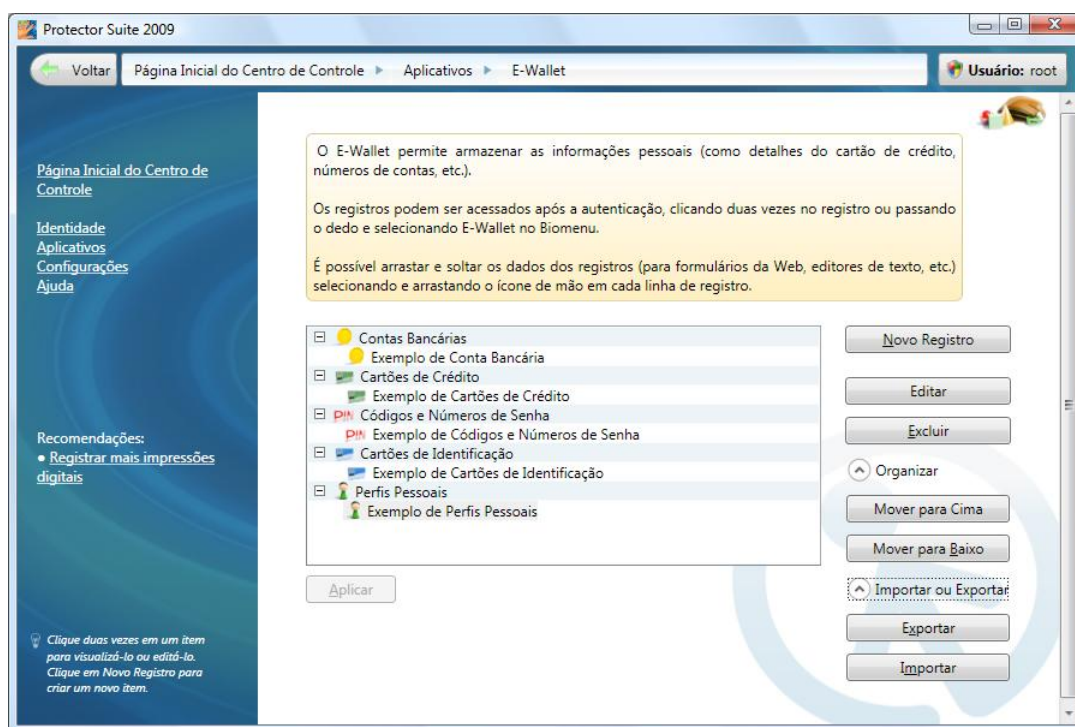 Protector Suite 2009
Voltar Página Inicial do Centro de Controle Aplicativos E-Wallet Usuário: root
Página Inicial do Centro de
Controle
Identidade
Aplicativos
Configurações
Ajuda
Recomendações:
● Registrar mais impressões
digitais
Clique duas vezes em um item
para visualizá-lo ou editá-lo.
Clique em Novo Registro para
criar um novo item.
O E-Wallet permite armazenar as informações pessoais (como detalhes do cartão de crédito,
números de contas, etc.).
Os registros podem ser acessados após a autenticação, clicando duas vezes no registro ou passando
o dedo e selecionando E-Wallet no Biomenu.
É possível arrastar e soltar os dados dos registros (para formulários da Web, editores de texto, etc.)
selecionando e arrastando o ícone de mão em cada linha de registro.
Contas Bancárias
Exemplo de Conta Bancária
Cartões de Crédito
Exemplo de Cartões de Crédito
PIN Códigos e Números de Senha
PIN Exemplo de Códigos e Números de Senha
Cartões de Identificação
Exemplo de Cartões de Identificação
Perfis Pessoais
Exemplo de Perfis Pessoais
Aplicar
Novo Registro
Editar
Excluir
Organizar
Mover para Cima
Mover para Baixo
Importar ou Exportar
Exportar
Importar